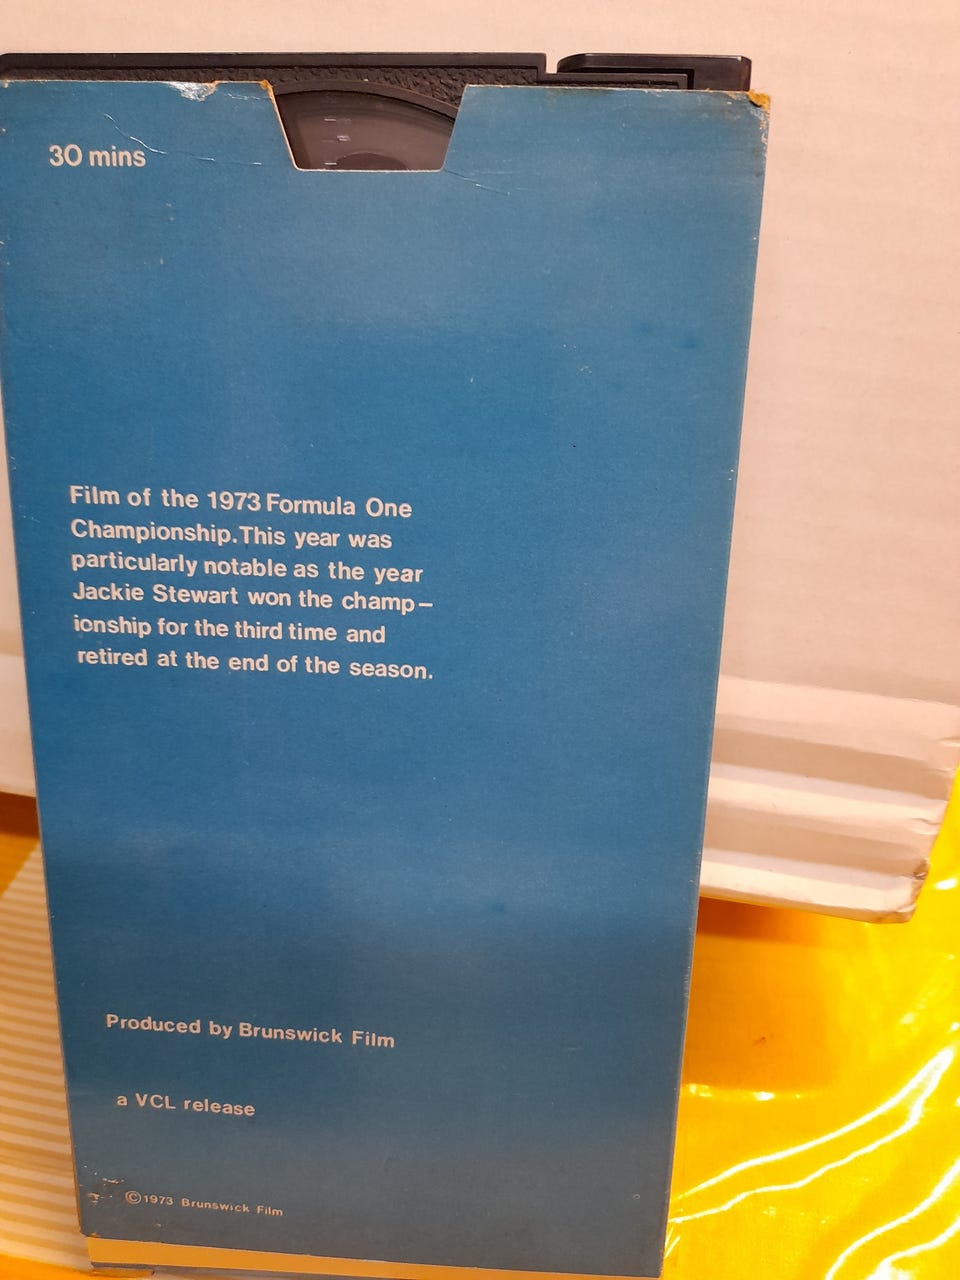 30 mins
Film of the 1973 Formula One
Championship. This year was
particularly notable as the year
Jackie Stewart won the champ–
ionship for the third time and
retired at the end of the season.
Produced by Brunswick Film
a VCL release
©1973 Brunswick Film